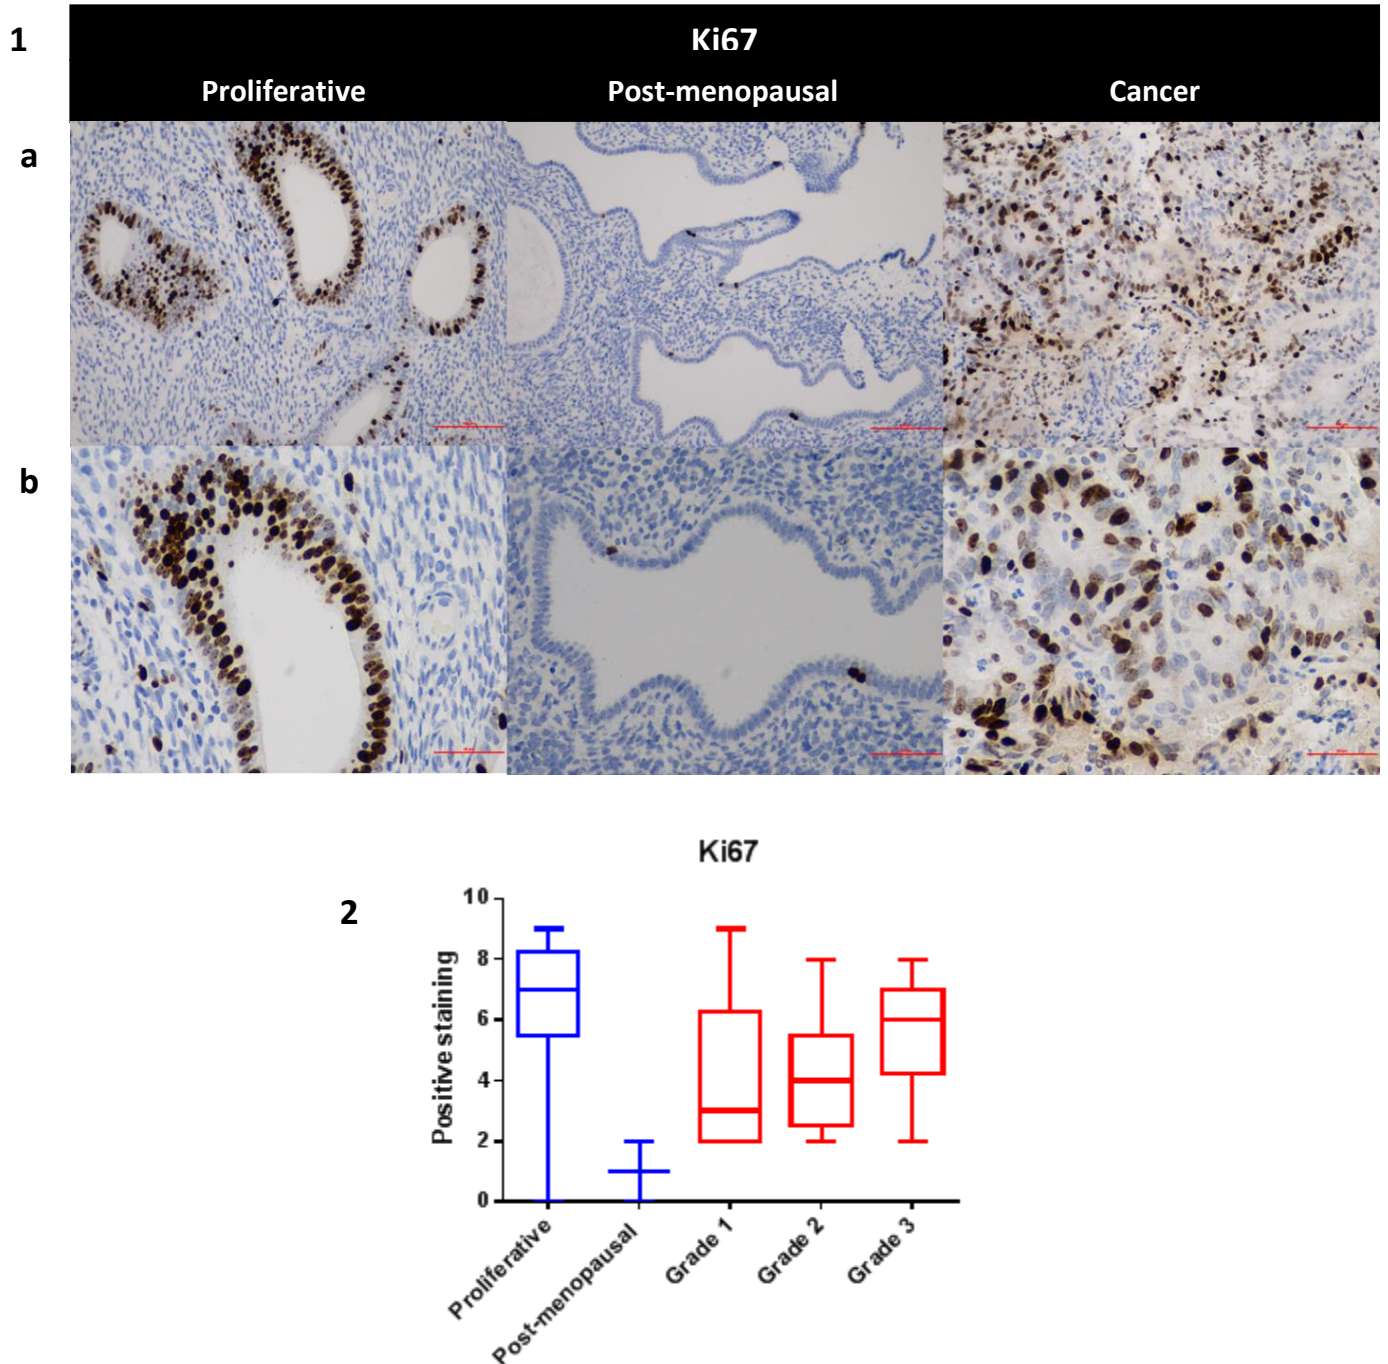 1
Ki67
Proliferative Post-menopausal Cancer
a
b
Ki67
2
10
8
6
4
2
0
Positive staining
Proliferative
Post-menopausal
Grade 1
Grade 2
Grade 3